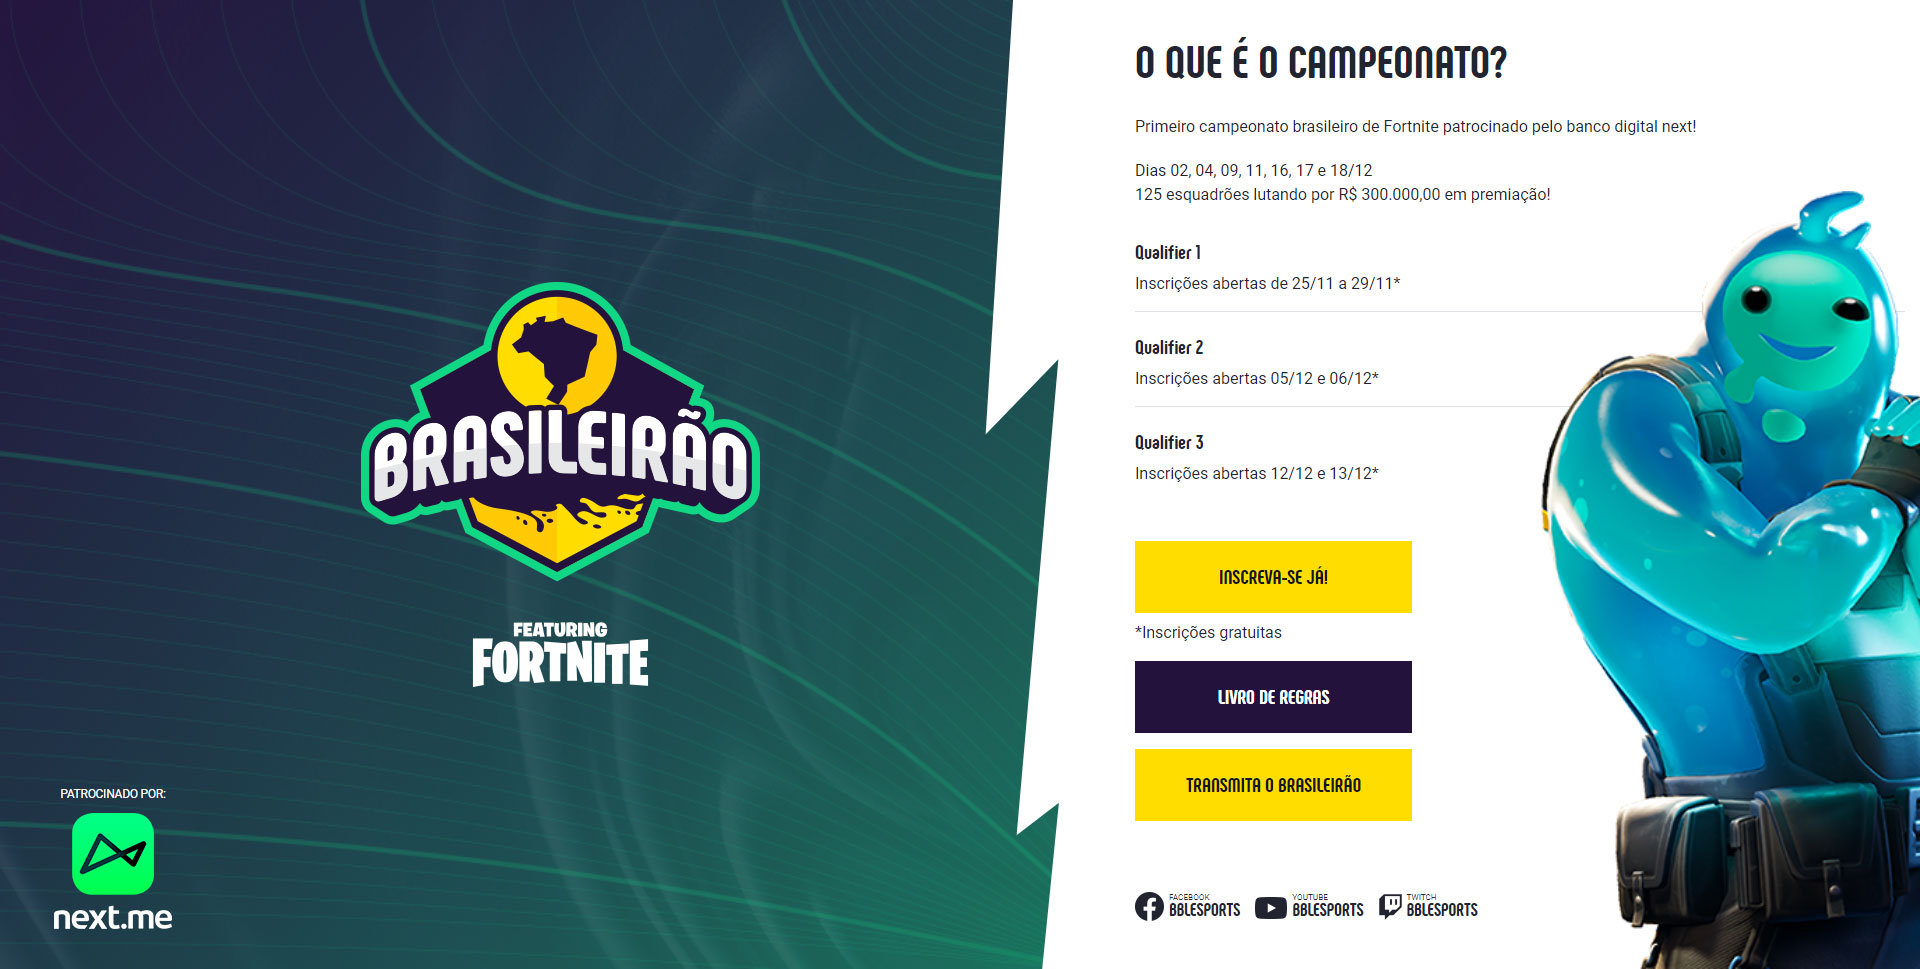 BRASILEIRÃO
FEATURING
FORTNITE
PATROCINADO POR:
next.me
O QUE É O CAMPEONATO?
Primeiro campeonato brasileiro de Fortnite patrocinado pelo banco digital next!
Dias 02, 04, 09, 11, 16, 17 e 18/12
125 esquadrões lutando por R$ 300.000,00 em premiação!
Qualifier 1
Inscrições abertas de 25/11 a 29/11*
Qualifier 2
Inscrições abertas 05/12 e 06/12*
Qualifier 3
Inscrições abertas 12/12 e 13/12*
INSCREVA-SE JÁ!
*Inscrições gratuitas
LIVRO DE REGRAS
TRANSMITA O BRASILEIRÃO
FACEBOOK
BBLESPORTS
YOUTUBE
BBLESPORTS
TWITCH
BBLESPORTS